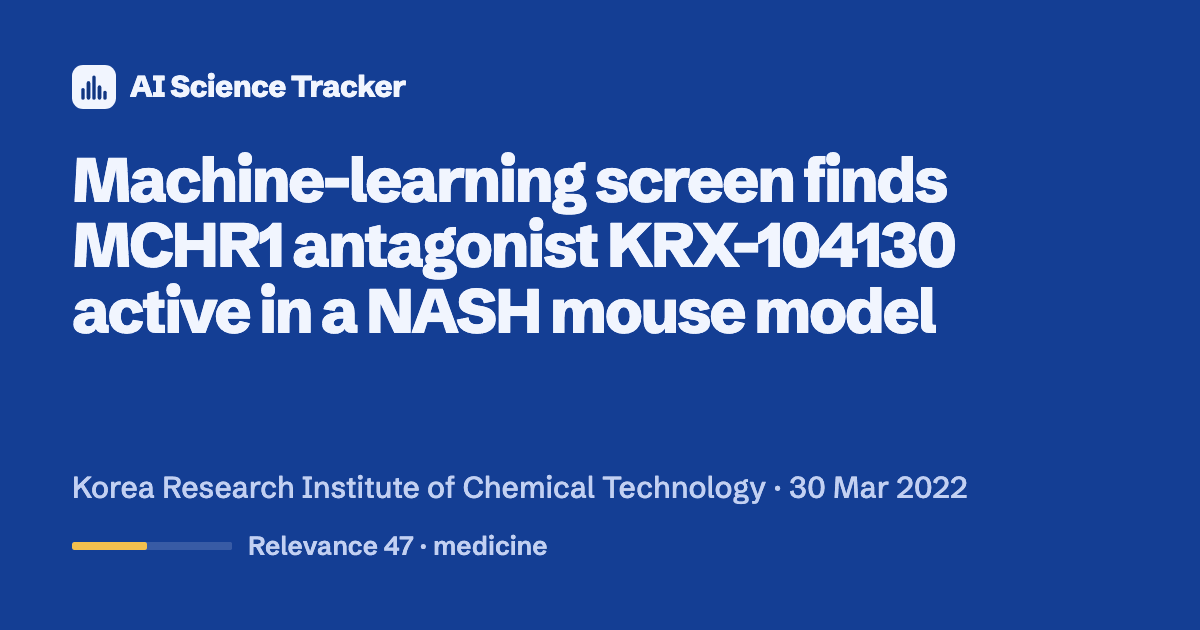 AI Science Tracker
Machine-learning screen finds
MCHR1 antagonist KRX-104130
active in a NASH mouse model
Korea Research Institute of Chemical Technology · 30 Mar 2022
Relevance 47 · medicine